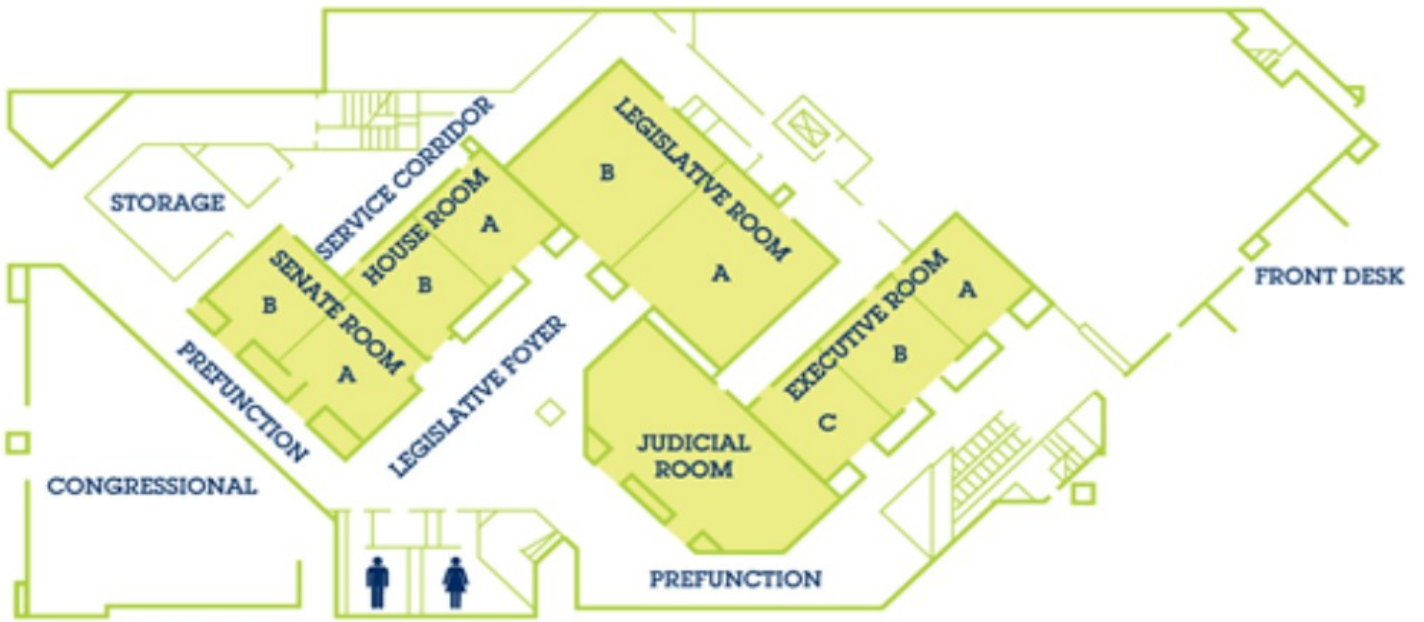 LEGISLATIVE ROOM
B
A
SERVICE CORRIDOR
HOUSE ROOM
A
B
STORAGE
SENATE ROOM
B
A
EXECUTIVE ROOM
A
B
C
FRONT DESK
PREFUNCTION
LEGISLATIVE FOYER
JUDICIAL
ROOM
CONGRESSIONAL
PREFUNCTION